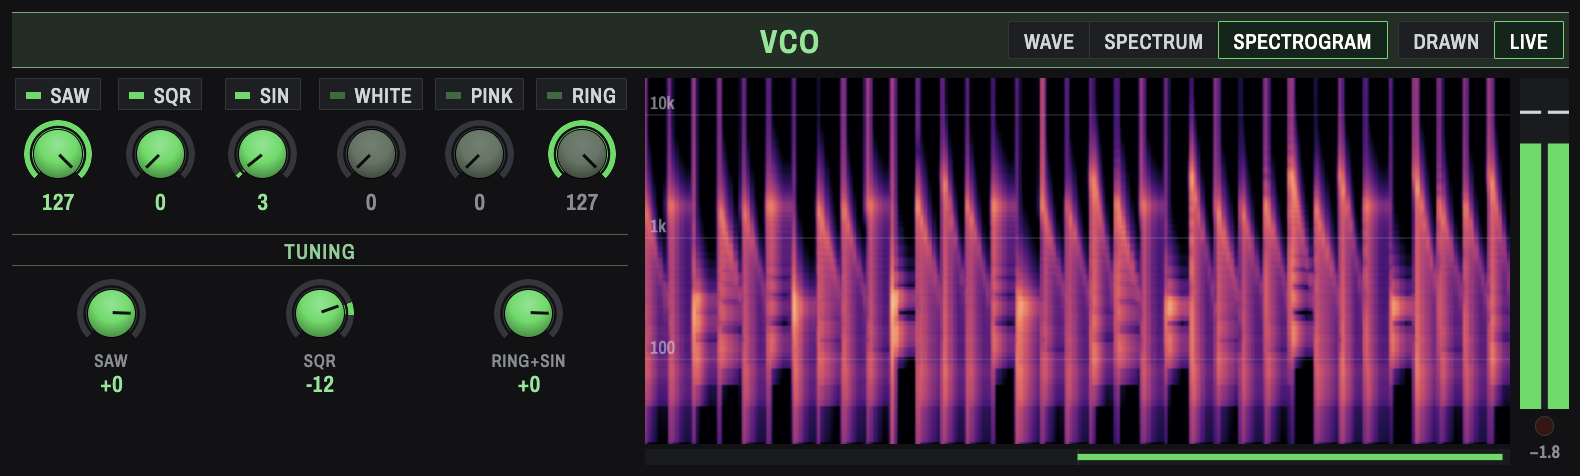 VCO
WAVE SPECTRUM SPECTROGRAM DRAWN LIVE
SAW SQR SIN WHITE PINK RING
127 0 3 0 0 127
TUNING
SAW SQR RING+SIN
+0 -12 +0
10k
1k
100
−1.8